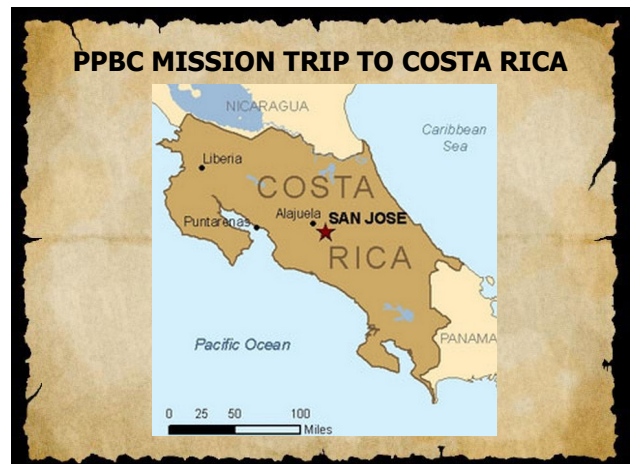 PPBC MISSION TRIP TO COSTA RICA
NICARAGUA
Caribbean
Sea
Liberia
COSTA
Alajuela
SAN JOSE
Puntarenas
RICA
Pacific Ocean
PANAMA
0 25 50 100
Miles